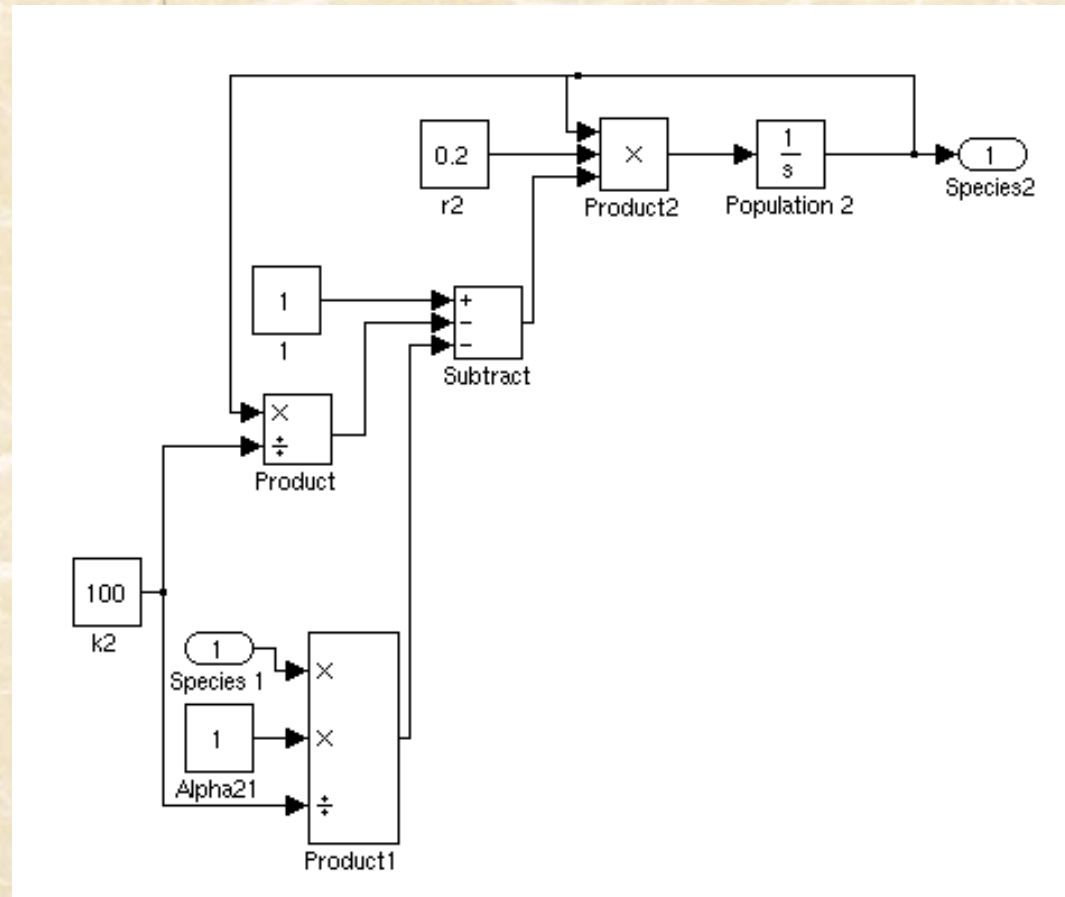 0.2
r2
×
Product2
1
s
Population 2
1
Species2
1
1
+
−
−
Subtract
×
÷
Product
100
k2
1
Species 1
1
Alpha21
×
×
÷
Product1